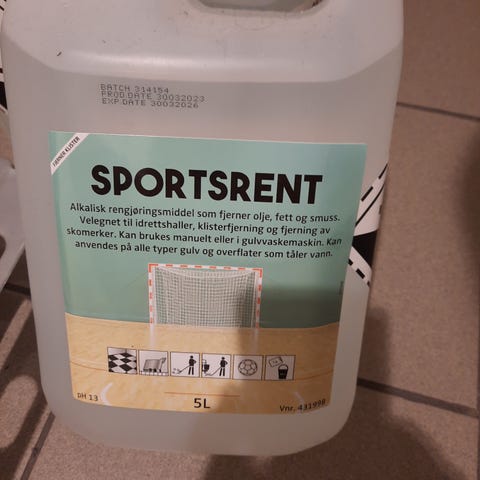 BATCH 314154
PROD.DATE 30032023
EXP.DATE 30032026
FJERNER KLISTER
SPORTSRENT
Alkalisk rengjøringsmiddel som fjerner olje, fett og smuss.
Velegnet til idrettshaller, klisterfjerning og fjerning av
skomerker. Kan brukes manuelt eller i gulvvaskemaskin. Kan
anvendes på alle typer gulv og overflater som tåler vann.
pH 13
5L
Vnr. 431998